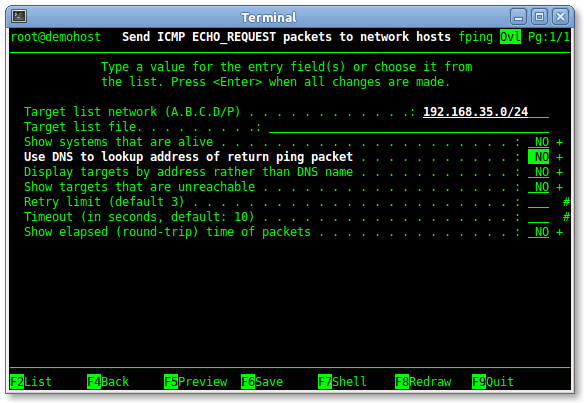 Terminal
root@demohost Send ICMP ECHO_REQUEST packets to network hosts fping Ovl Pg:1/1
Type a value for the entry field(s) or choose it from
the list. Press <Enter> when all changes are made.
Target list network (A.B.C.D/P) . . . . . . . . . . . .: 192.168.35.0/24
Target list file. . . . . . . . .:
Show systems that are alive . . . . . . . . . . . . . . . . . . . . . : NO +
Use DNS to lookup address of return ping packet . . . . . . . . . . . : NO +
Display targets by address rather than DNS name . . . . . . . . . . . : NO +
Show targets that are unreachable . . . . . . . . . . . . . . . . . . : NO +
Retry limit (default 3) . . . . . . . . . . . . . . . . . . . . . . . : #
Timeout (in seconds, default: 10) . . . . . . . . . . . . . . . . . . : #
Show elapsed (round-trip) time of packets . . . . . . . . . . . . . . : NO +
F2List F4Back F5Preview F6Save F7Shell F8Redraw F9Quit